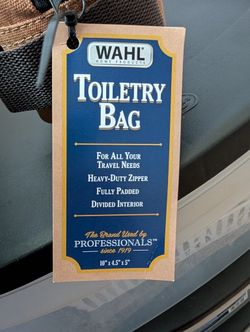 WAHL
HOME PRODUCTS
TOILETRY
BAG
FOR ALL YOUR
TRAVEL NEEDS
HEAVY-DUTY ZIPPER
FULLY PADDED
DIVIDED INTERIOR
The Brand Used by
PROFESSIONALS™
since 1919
10" x 4.5" x 5"